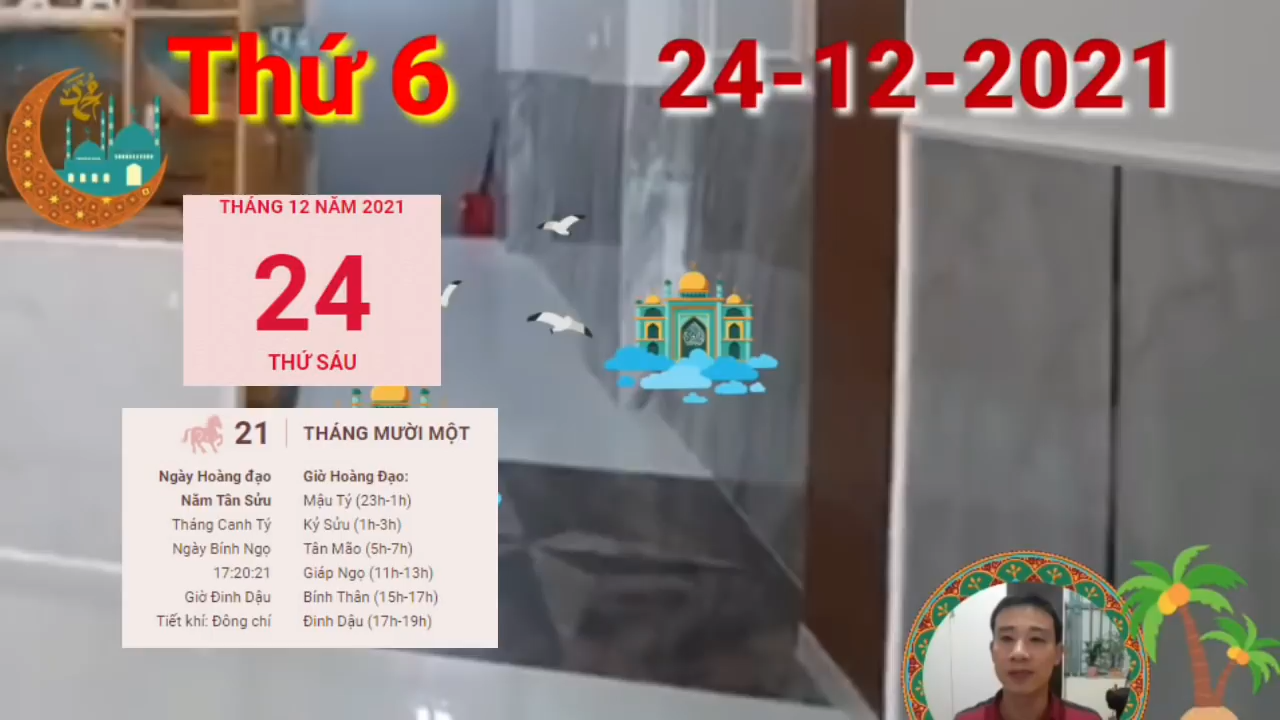 Thứ 6
24-12-2021
THÁNG 12 NĂM 2021
24
THỨ SÁU
21
THÁNG MƯỜI MỘT
Ngày Hoàng đạo
Năm Tân Sửu
Tháng Canh Tý
Ngày Bính Ngọ
17:20:21
Giờ Đinh Dậu
Tiết khí: Đông chí
Giờ Hoàng Đạo:
Mậu Tý (23h-1h)
Kỷ Sửu (1h-3h)
Tân Mão (5h-7h)
Giáp Ngọ (11h-13h)
Bính Thân (15h-17h)
Đinh Dậu (17h-19h)